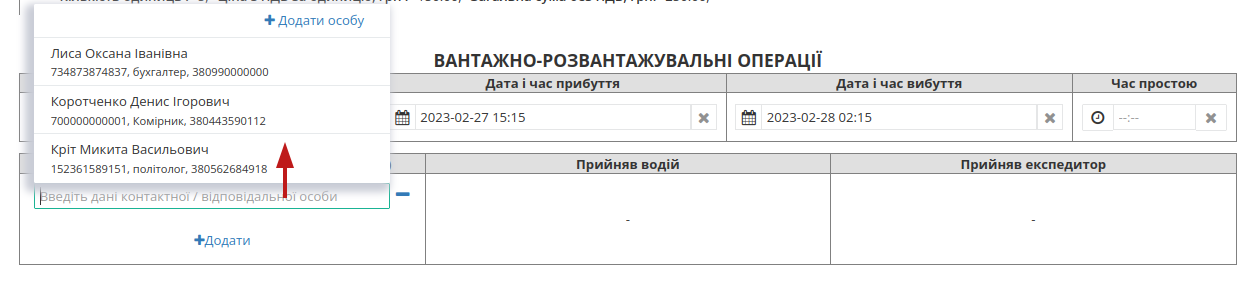 Додати особу
Лиса Оксана Іванівна
734873874837, бухгалтер, 380990000000
Коротченко Денис Ігорович
700000000001, Комірник, 380443590112
Кріт Микита Васильович
152361589151, політолог, 380562684918
Введіть дані контактної / відповідальної особи
Додати
ВАНТАЖНО-РОЗВАНТАЖУВАЛЬНІ ОПЕРАЦІЇ
Дата і час прибуття
Дата і час вибуття
Час простою
2023-02-27 15:15
2023-02-28 02:15
--:--
Прийняв водій
Прийняв експедитор
-
-